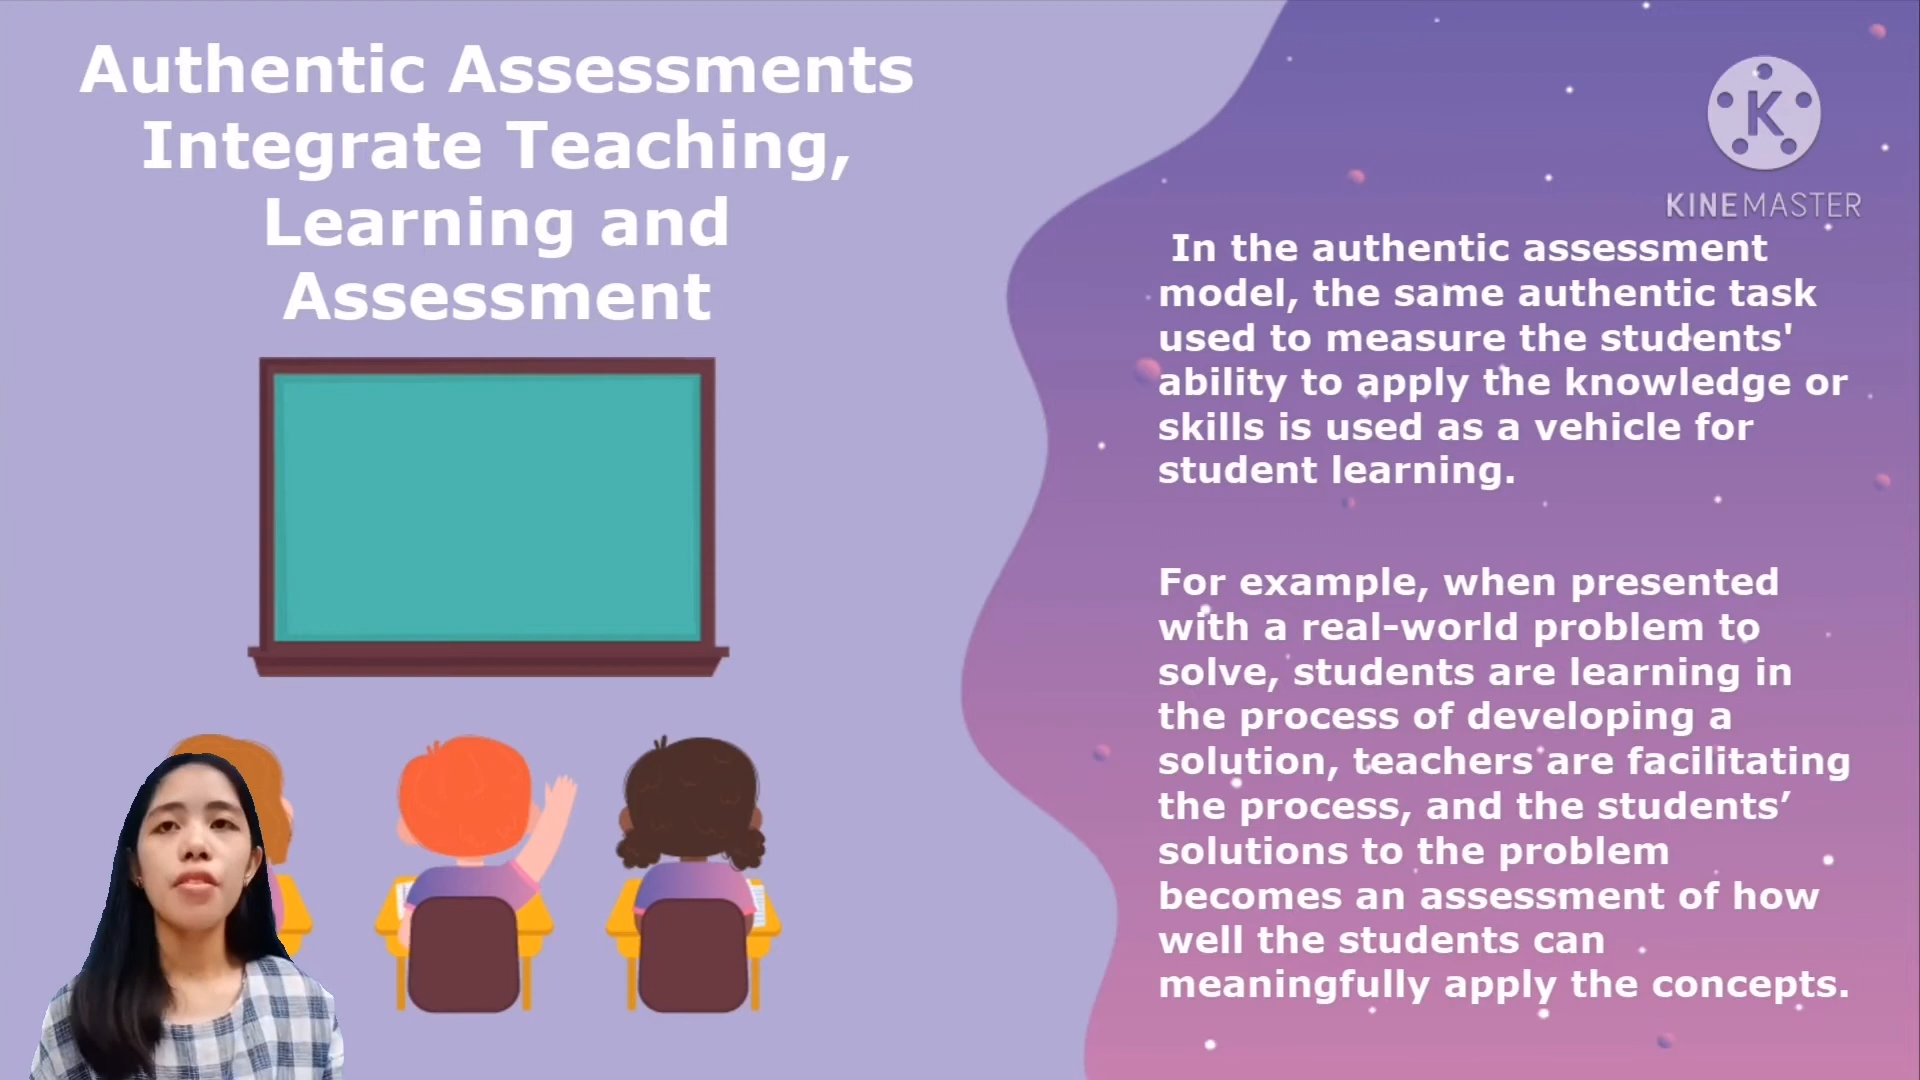 Authentic Assessments
Integrate Teaching,
Learning and
Assessment
K
KINEMASTER
In the authentic assessment
model, the same authentic task
used to measure the students'
ability to apply the knowledge or
skills is used as a vehicle for
student learning.
For example, when presented
with a real-world problem to
solve, students are learning in
the process of developing a
solution, teachers are facilitating
the process, and the students’
solutions to the problem
becomes an assessment of how
well the students can
meaningfully apply the concepts.